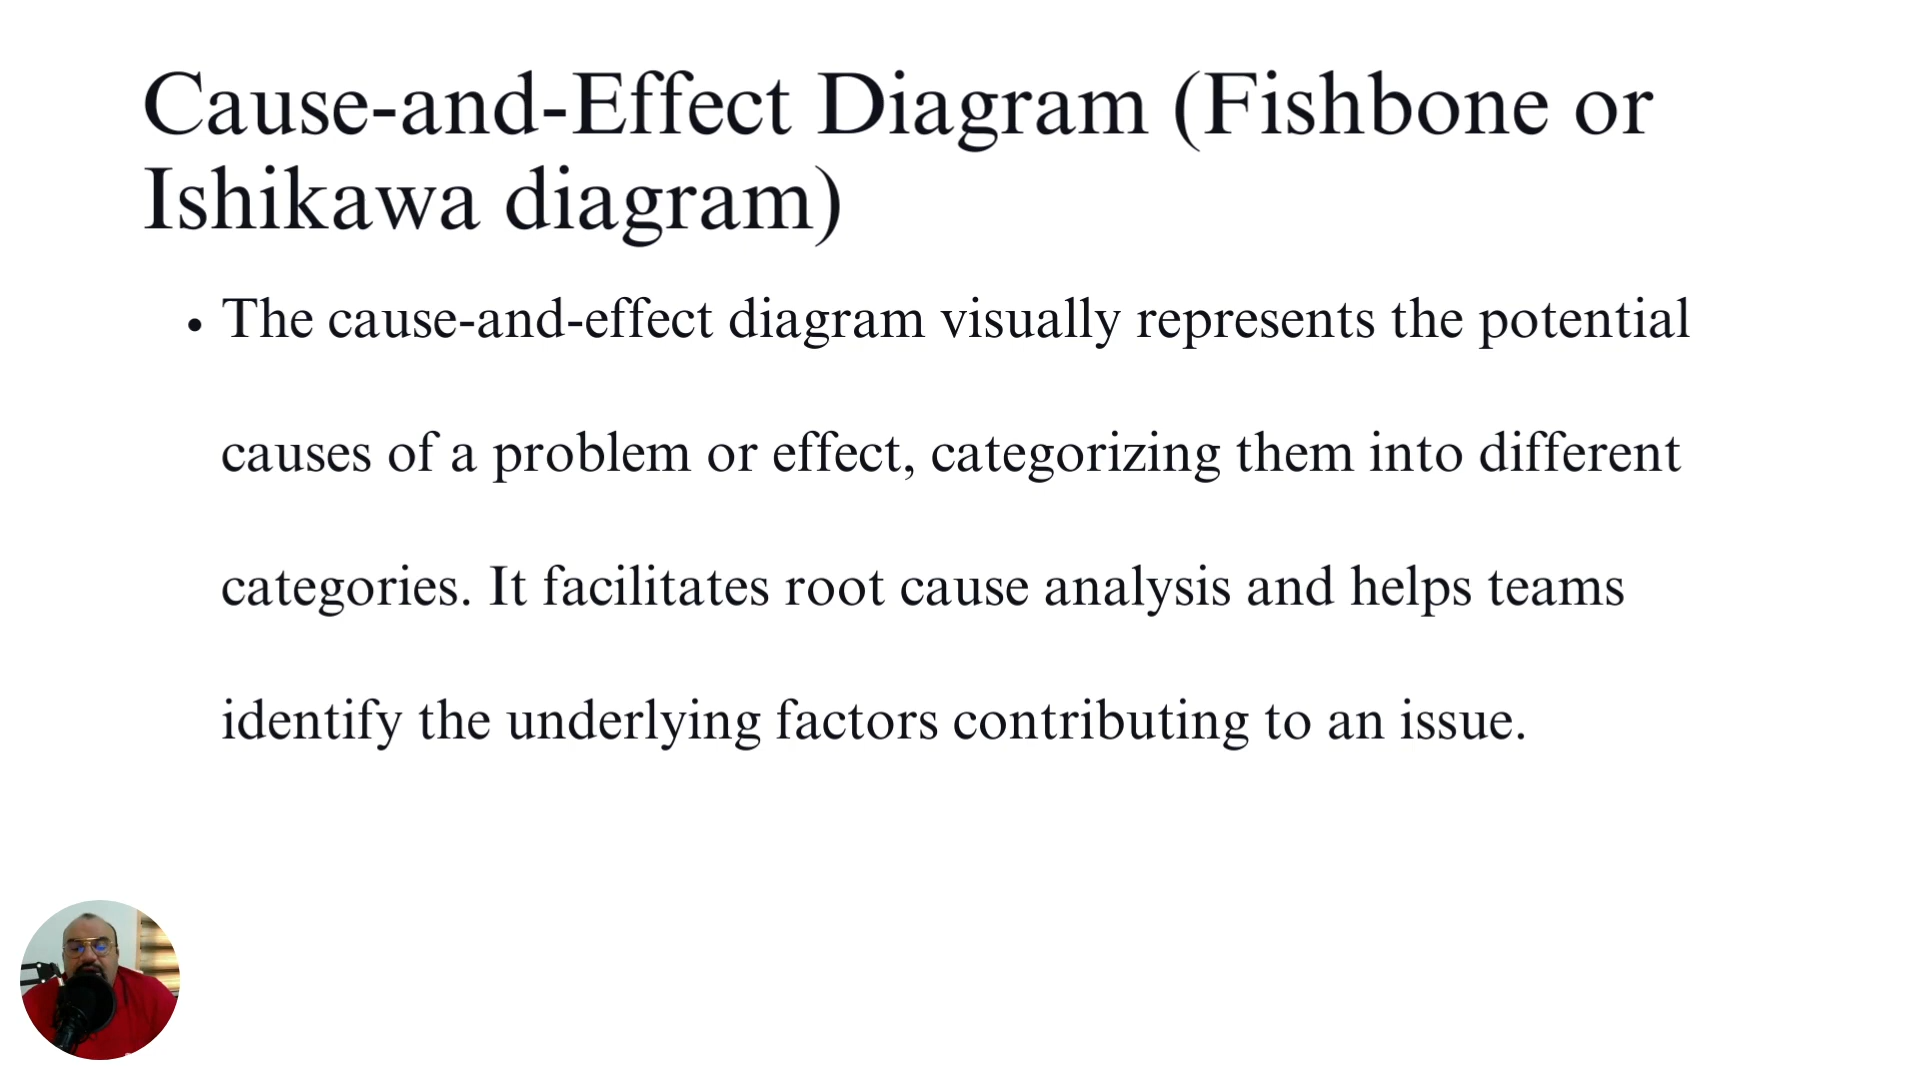 Cause-and-Effect Diagram (Fishbone or
Ishikawa diagram)
• The cause-and-effect diagram visually represents the potential
causes of a problem or effect, categorizing them into different
categories. It facilitates root cause analysis and helps teams
identify the underlying factors contributing to an issue.